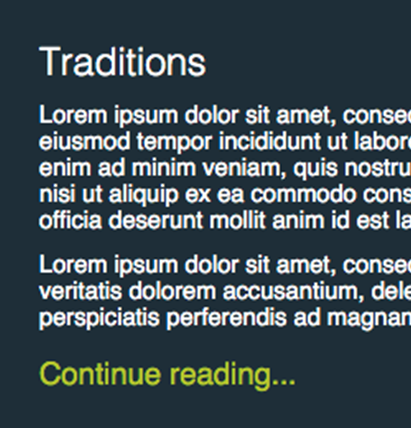 Traditions
Lorem ipsum dolor sit amet, consec
eiusmod tempor incididunt ut labor
enim ad minim veniam, quis nostru
nisi ut aliquip ex ea commodo cons
officia deserunt mollit anim id est la
Lorem ipsum dolor sit amet, consec
veritatis dolorem accusantium, dele
perspiciatis perferendis ad magnam
Continue reading...